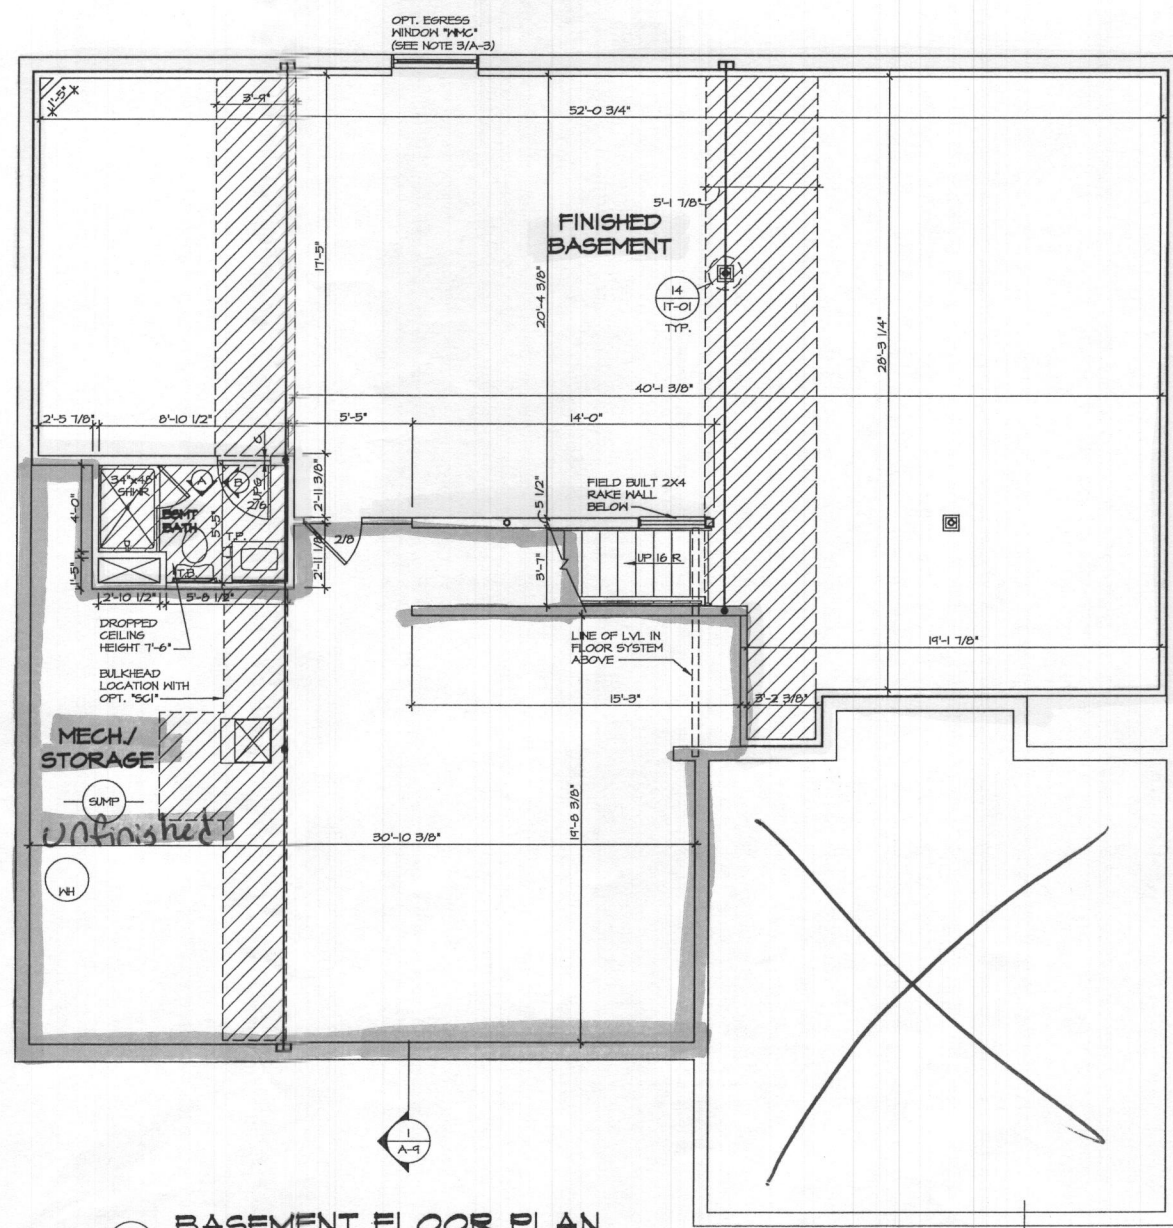 OPT. EGRESS
WINDOW "WMC"
(SEE NOTE 3/A-3)
1'-5"
3'-9"
52'-0 3/4"
5'-1 7/8"
FINISHED
BASEMENT
17'-5"
20'-4 3/8"
14
1T-01
TYP.
28'-3 1/4"
40'-1 3/8"
2'-5 7/8"
8'-10 1/2"
5'-5"
14'-0"
34"x48"
SHWR
A
B
2/6
BSMT
BATH
5'-5"
T.P.
T.B.
4'-0"
1'-5"
2'-11 3/8"
2'-11 1/8"
2/8
5 1/2"
FIELD BUILT 2X4
RAKE WALL
BELOW
3'-7"
UP 16 R
2'-10 1/2"
5'-8 1/2"
DROPPED
CEILING
HEIGHT 7'-6"
LINE OF LVL IN
FLOOR SYSTEM
ABOVE
19'-1 7/8"
BULKHEAD
LOCATION WITH
OPT. "SC1"
15'-3"
3'-2 3/8"
MECH./
STORAGE
SUMP
unfinished
19'-8 3/8"
30'-10 3/8"
WH
1
A-9
BASEMENT FLOOR PLAN